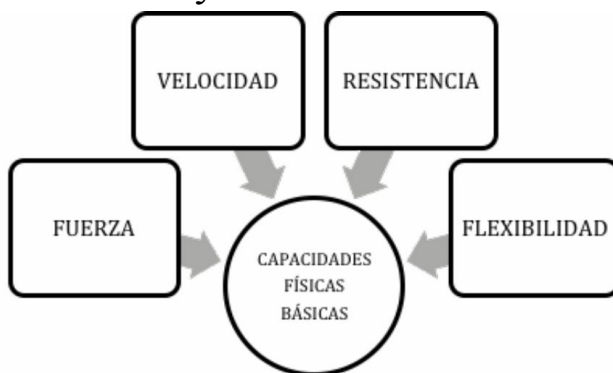 y
VELOCIDAD
RESISTENCIA
FUERZA
FLEXIBILIDAD
CAPACIDADES
FÍSICAS
BÁSICAS